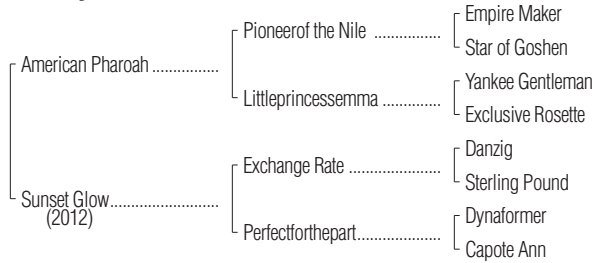 Empire Maker
Pioneerof the Nile ................
Star of Goshen
American Pharoah ................
Yankee Gentleman
Littleprincessemma ..............
Exclusive Rosette
Danzig
Exchange Rate ......................
Sterling Pound
Sunset Glow..........................
(2012)
Dynaformer
Perfectforthepart....................
Capote Ann